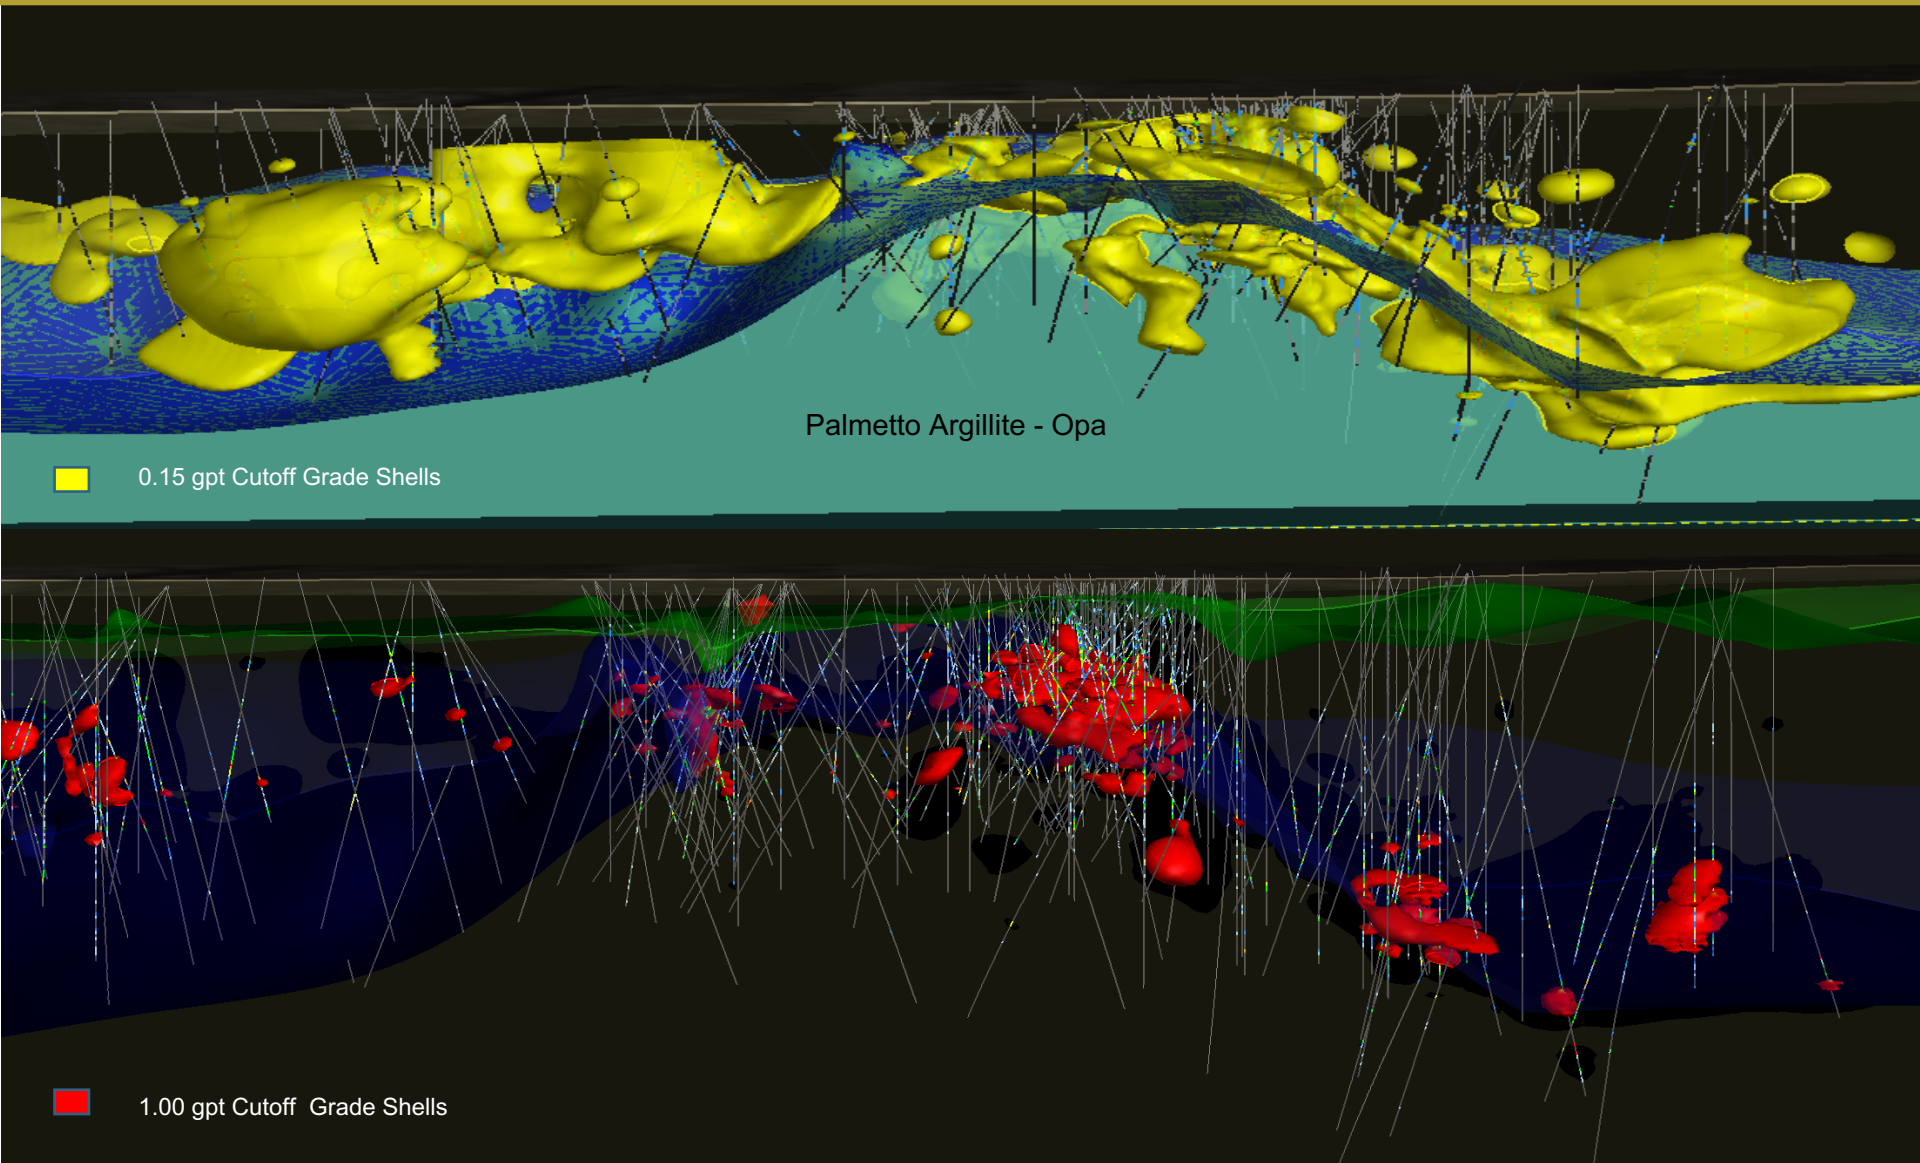 Palmetto Argillite - Opa
0.15 gpt Cutoff Grade Shells
1.00 gpt Cutoff  Grade Shells